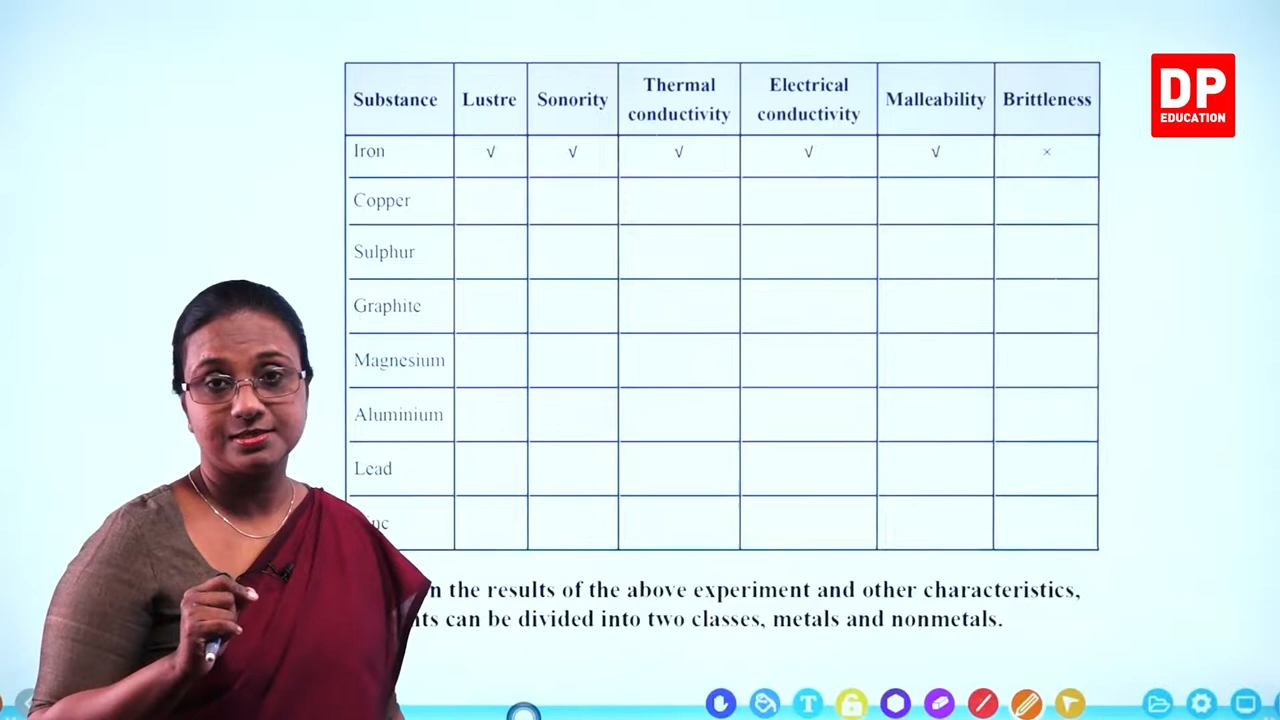 DP
EDUCATION
Substance Lustre Sonority Thermal conductivity Electrical conductivity Malleability Brittleness
Iron √ √ √ √ √ ×
Copper
Sulphur
Graphite
Magnesium
Aluminium
Lead
the results of the above experiment and other characteristics,
can be divided into two classes, metals and nonmetals.
T